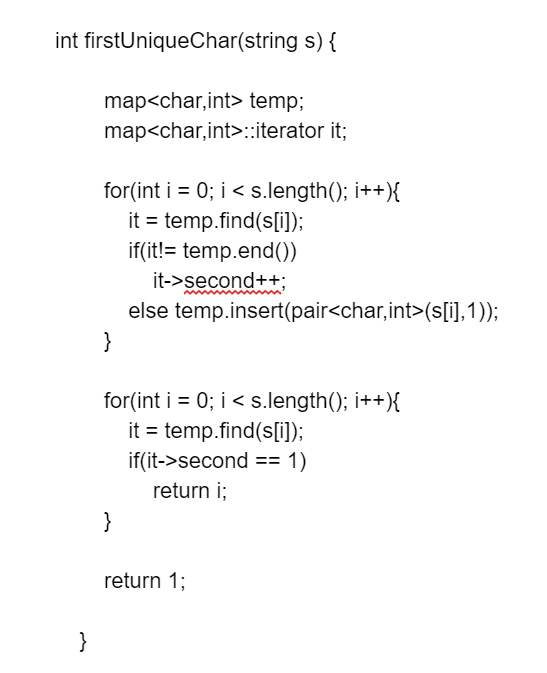 int firstUniqueChar(string s) {
map<char,int> temp;
map<char,int>::iterator it;
for(int i = 0; i < s.length(); i++){
it = temp.find(s[i]);
if(it!= temp.end())
it->second++;
else temp.insert(pair<char,int>(s[i],1));
}
for(int i = 0; i < s.length(); i++){
it = temp.find(s[i]);
if(it->second == 1)
return i;
}
return 1;
}